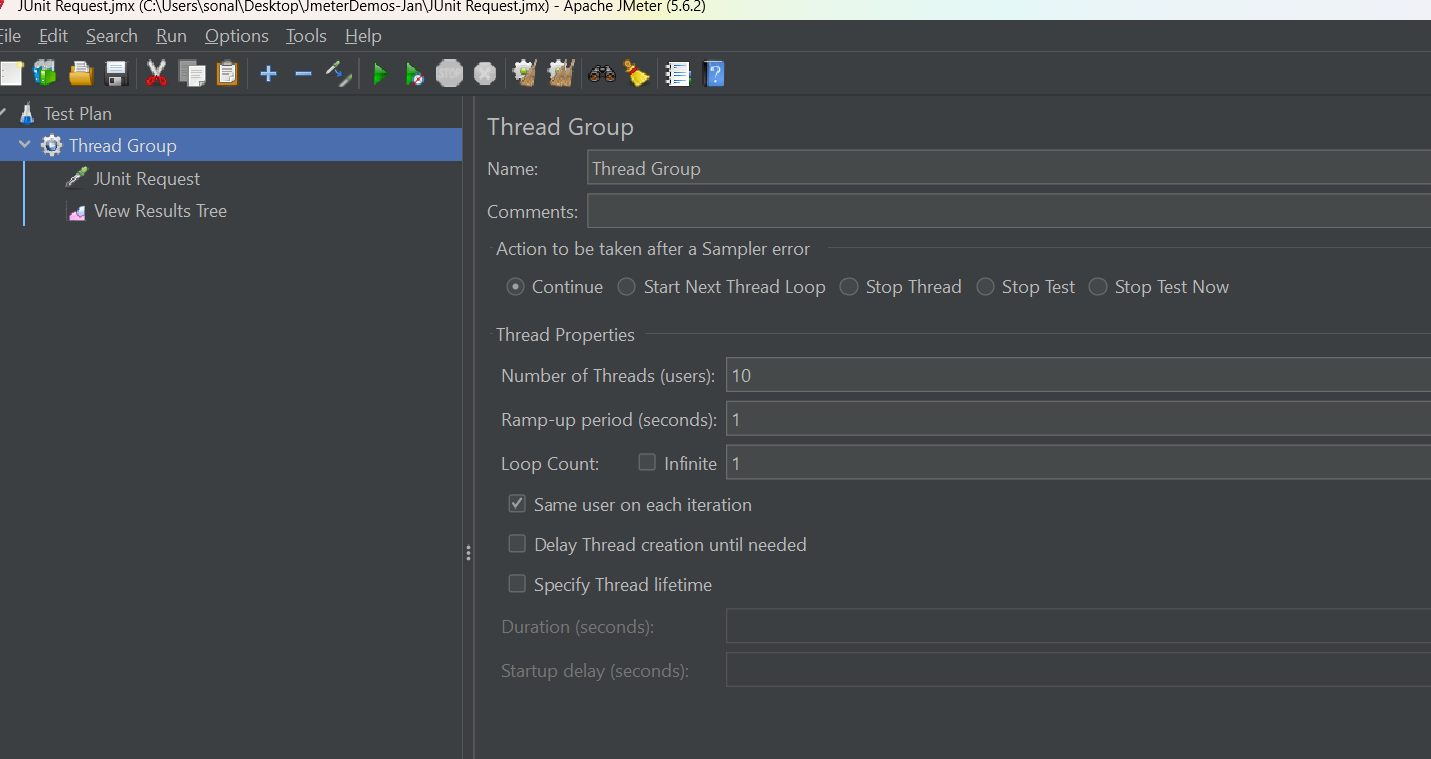 JUnit Request.jmx (C:\Users\sonal\Desktop\JmeterDemos-Jan\JUnit Request.jmx) - Apache JMeter (5.6.2)
File Edit Search Run Options Tools Help
STOP
?
Test Plan
Thread Group
JUnit Request
View Results Tree
Thread Group
Name: Thread Group
Comments:
Action to be taken after a Sampler error
Continue Start Next Thread Loop Stop Thread Stop Test Stop Test Now
Thread Properties
Number of Threads (users): 10
Ramp-up period (seconds): 1
Loop Count: Infinite 1
Same user on each iteration
Delay Thread creation until needed
Specify Thread lifetime
Duration (seconds):
Startup delay (seconds):